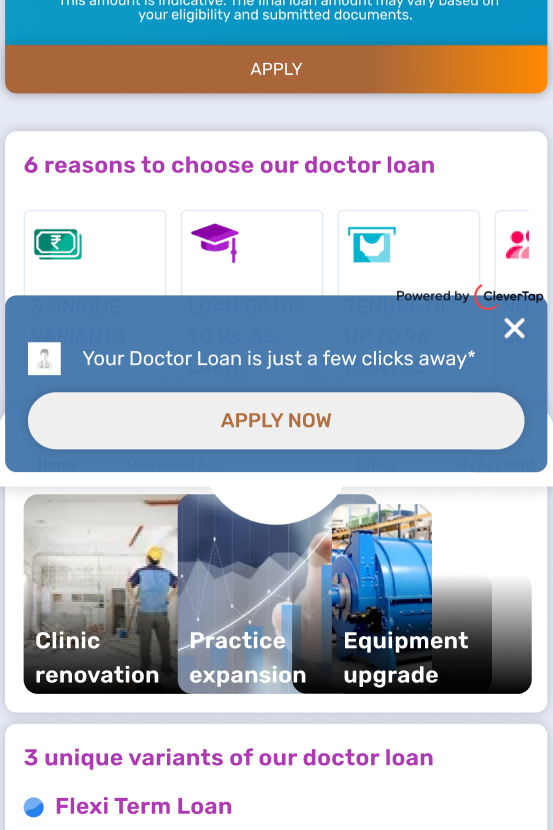 This amount is indicative. The final loan amount may vary based on
your eligibility and submitted documents.
APPLY
6 reasons to choose our doctor loan
3 UNIQUE
VARIANTS
LOAN OF UP
TO Rs. 55
TENURE OF
UP TO 96
MONTHS
Powered by CleverTap
Your Doctor Loan is just a few clicks away*
APPLY NOW
Home
Download App
Offers
My Account
Clinic
renovation
Practice
expansion
Equipment
upgrade
3 unique variants of our doctor loan
Flexi Term Loan